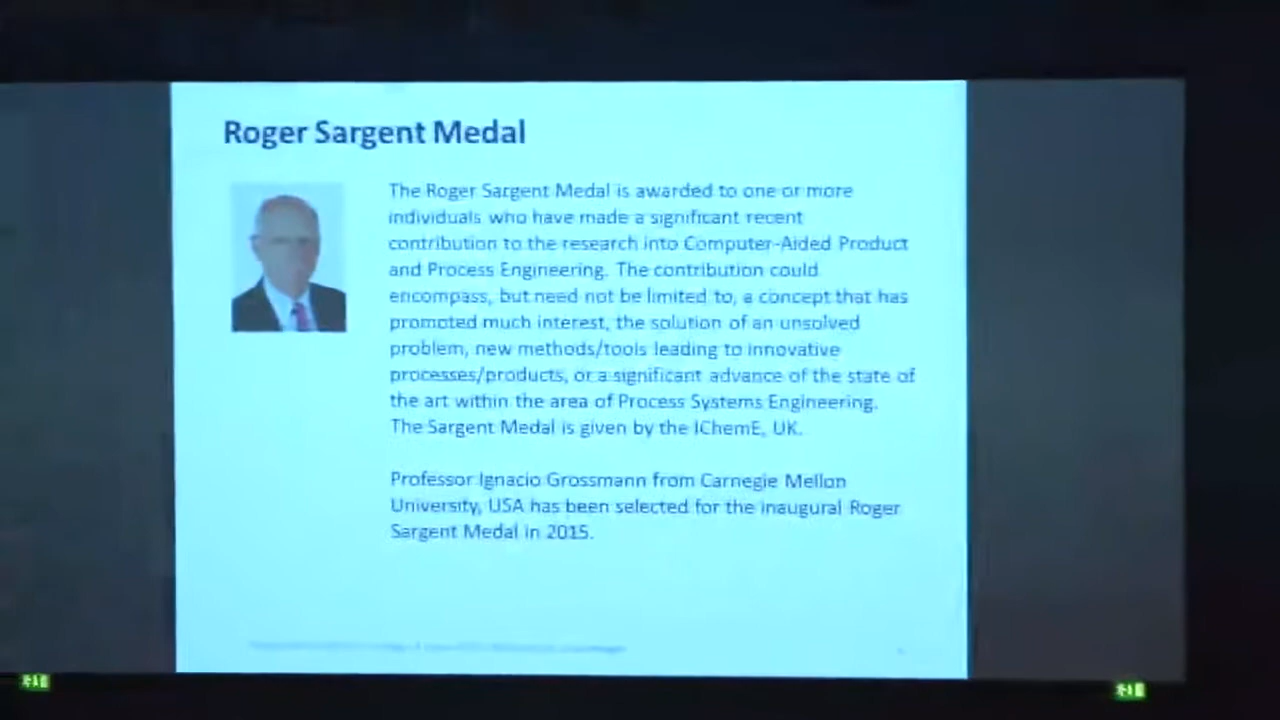 Roger Sargent Medal
The Roger Sargent Medal is awarded to one or more
individuals who have made a significant recent
contribution to the research into Computer-Aided Product
and Process Engineering. The contribution could
encompass, but need not be limited to, a concept that has
promoted much interest, the solution of an unsolved
problem, new methods/tools leading to innovative
processes/products, or a significant advance of the state of
the art within the area of Process Systems Engineering.
The Sargent Medal is given by the IChemE, UK.
Professor Ignacio Grossmann from Carnegie Mellon
University, USA has been selected for the inaugural Roger
Sargent Medal in 2015.